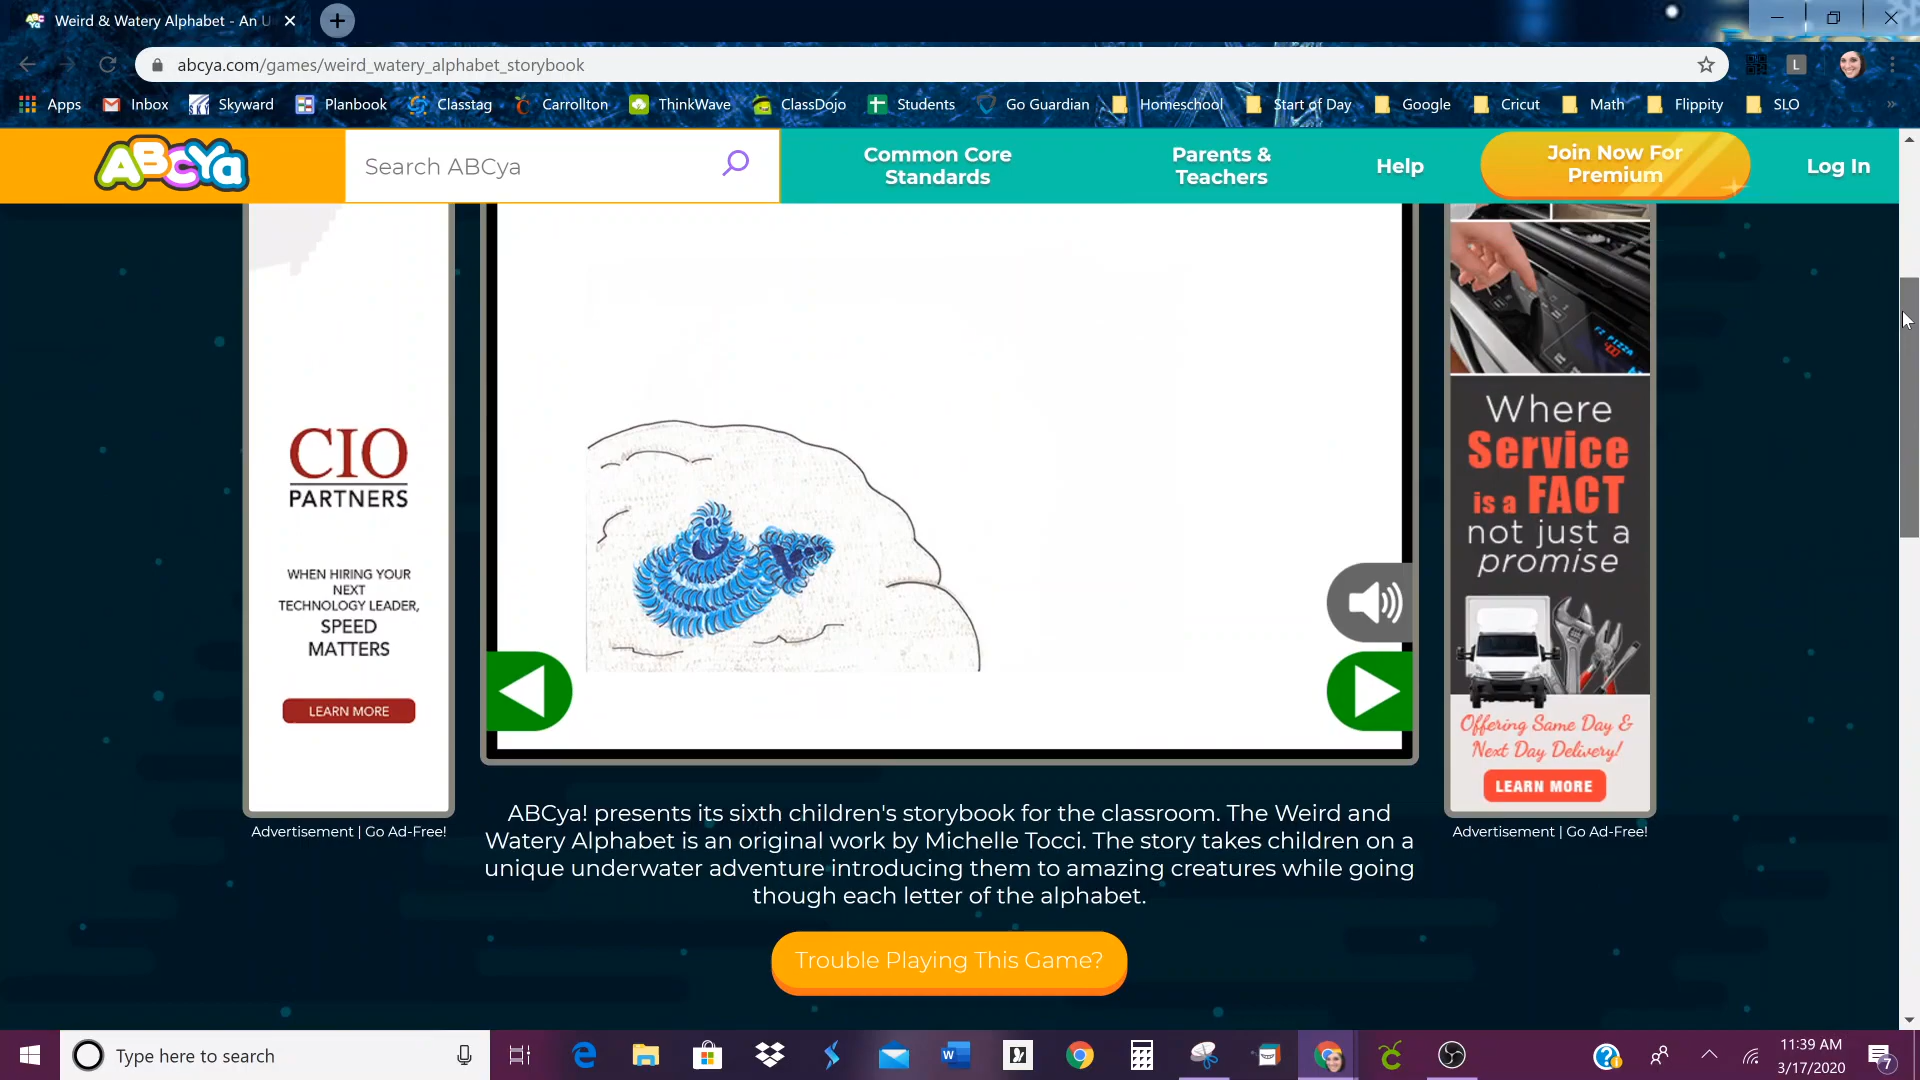 Weird & Watery Alphabet - An U
abcya.com/games/weird_watery_alphabet_storybook
L
Apps Inbox Skyward Planbook Classtag Carrollton ThinkWave ClassDojo Students Go Guardian Homeschool Start of Day Google Cricut Math Flippity SLO »
ABCYa
Search ABCya
Common Core
Standards
Parents &
Teachers
Help
Join Now For
Premium
Log In
CIO
PARTNERS
WHEN HIRING YOUR
NEXT
TECHNOLOGY LEADER,
SPEED
MATTERS
LEARN MORE
Advertisement | Go Ad-Free!
Where
Service
is a FACT
not just a
promise
Offering Same Day &
Next Day Delivery!
LEARN MORE
Advertisement | Go Ad-Free!
ABCya! presents its sixth children's storybook for the classroom. The Weird and
Watery Alphabet is an original work by Michelle Tocci. The story takes children on a
unique underwater adventure introducing them to amazing creatures while going
though each letter of the alphabet.
Trouble Playing This Game?
Type here to search
11:39 AM
3/17/2020
7